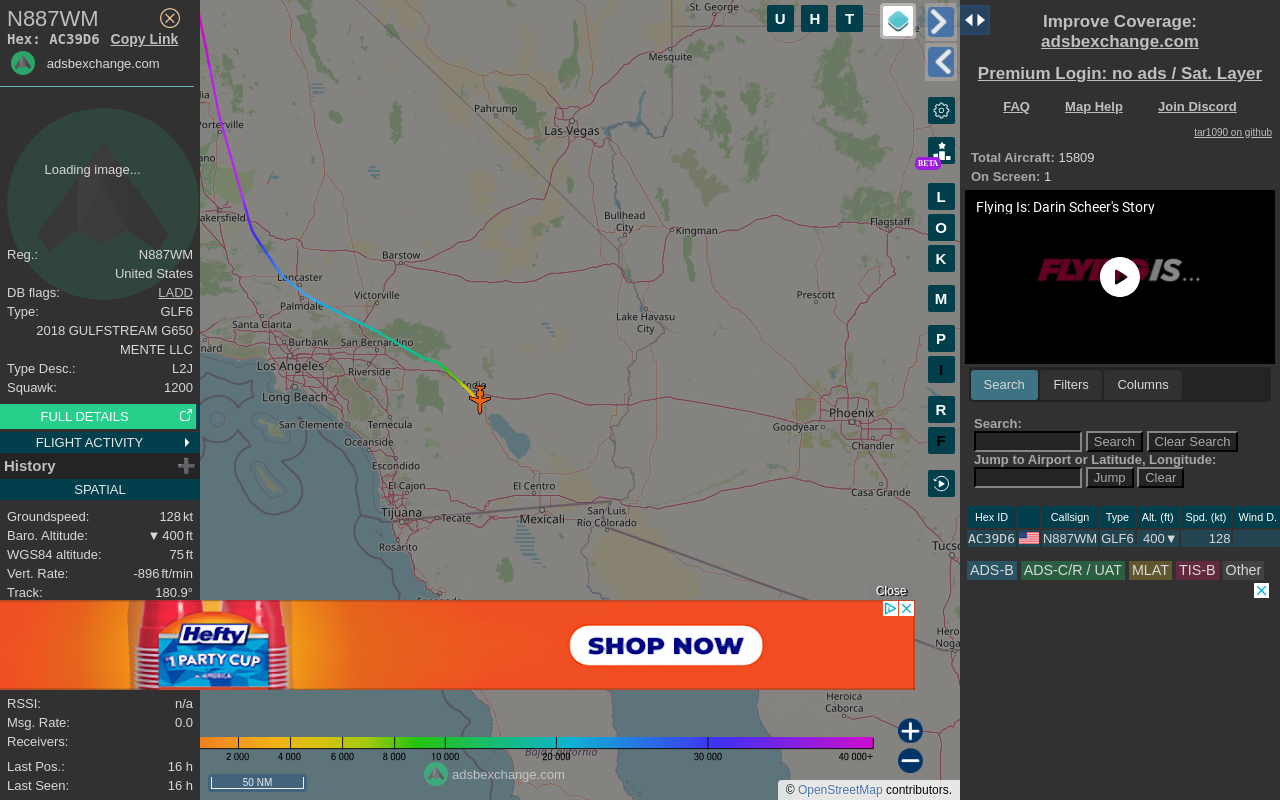 N887WM
Hex: AC39D6 Copy Link
adsbexchange.com
Loading image...
Reg.: N887WM
United States
DB flags: LADD
Type: GLF6
2018 GULFSTREAM G650
MENTE LLC
Type Desc.: L2J
Squawk: 1200
FULL DETAILS
FLIGHT ACTIVITY
History
SPATIAL
Groundspeed: 128 kt
Baro. Altitude: ▼ 400 ft
WGS84 altitude: 75 ft
Vert. Rate: -896 ft/min
Track: 180.9°
RSSI: n/a
Msg. Rate: 0.0
Receivers:
Last Pos.: 16 h
Last Seen: 16 h
St. George
Mesquite
Pahrump
Las Vegas
Porterville
Bakersfield
Bullhead
City
Kingman
Flagstaff
Barstow
Lancaster
Palmdale
Victorville
Prescott
Santa Clarita
Lake Havasu
City
Burbank
San Bernardino
Los Angeles
Riverside
Indio
Long Beach
Phoenix
San Clemente
Temecula
Goodyear
Oceanside
Chandler
Escondido
El Cajon
El Centro
Casa Grande
Tijuana
Tecate
Mexicali
San Luis
Río Colorado
Rosarito
Heroica
Caborca
Baja California
U H T
BETA
L
O
K
M
P
I
R
F
Close
Hefty
#1 PARTY CUP
in AMERICA
SHOP NOW
2 000 4 000 6 000 8 000 10 000 20 000 30 000 40 000+
adsbexchange.com
50 NM
© OpenStreetMap contributors.
Improve Coverage:
adsbexchange.com
Premium Login: no ads / Sat. Layer
FAQ Map Help Join Discord
tar1090 on github
Total Aircraft: 15809
On Screen: 1
Flying Is: Darin Scheer's Story
FLYING IS...
Search Filters Columns
Search:
Search Clear Search
Jump to Airport or Latitude, Longitude:
Jump Clear
Hex ID Callsign Type Alt. (ft) Spd. (kt) Wind D.
AC39D6 N887WM GLF6 400▼ 128
ADS-B ADS-C/R / UAT MLAT TIS-B Other